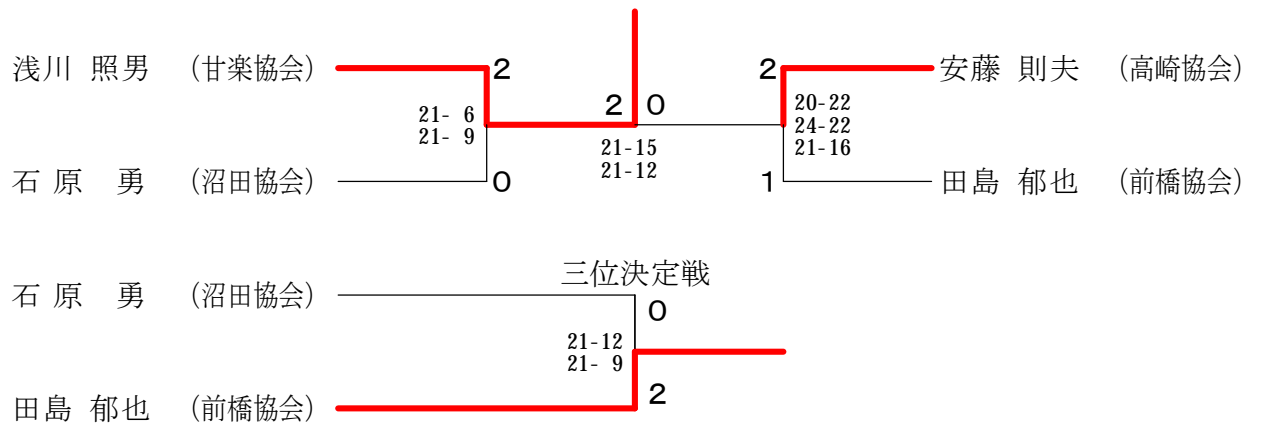 浅川 照男 (甘楽協会) 2 2 安藤 則夫 (高崎協会)
21- 6
21- 9
2 0
20-22
24-22
21-16
21-15
21-12
石原 勇 (沼田協会) 0 1 田島 郁也 (前橋協会)
三位決定戦
石原 勇 (沼田協会) 0
21-12
21- 9
田島 郁也 (前橋協会) 2